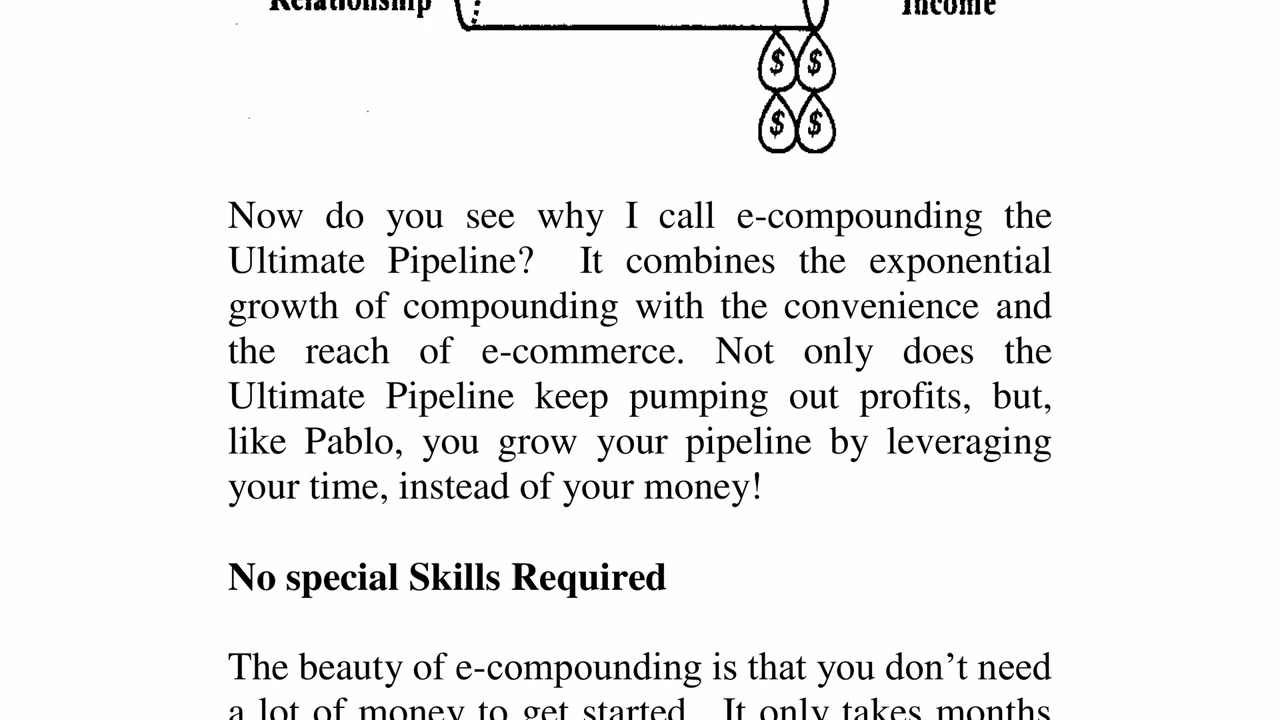 Relationship
Income
$ $
$ $
Now do you see why I call e-compounding the
Ultimate Pipeline? It combines the exponential
growth of compounding with the convenience and
the reach of e-commerce. Not only does the
Ultimate Pipeline keep pumping out profits, but,
like Pablo, you grow your pipeline by leveraging
your time, instead of your money!
No special Skills Required
The beauty of e-compounding is that you don’t need
a lot of money to get started. It only takes months